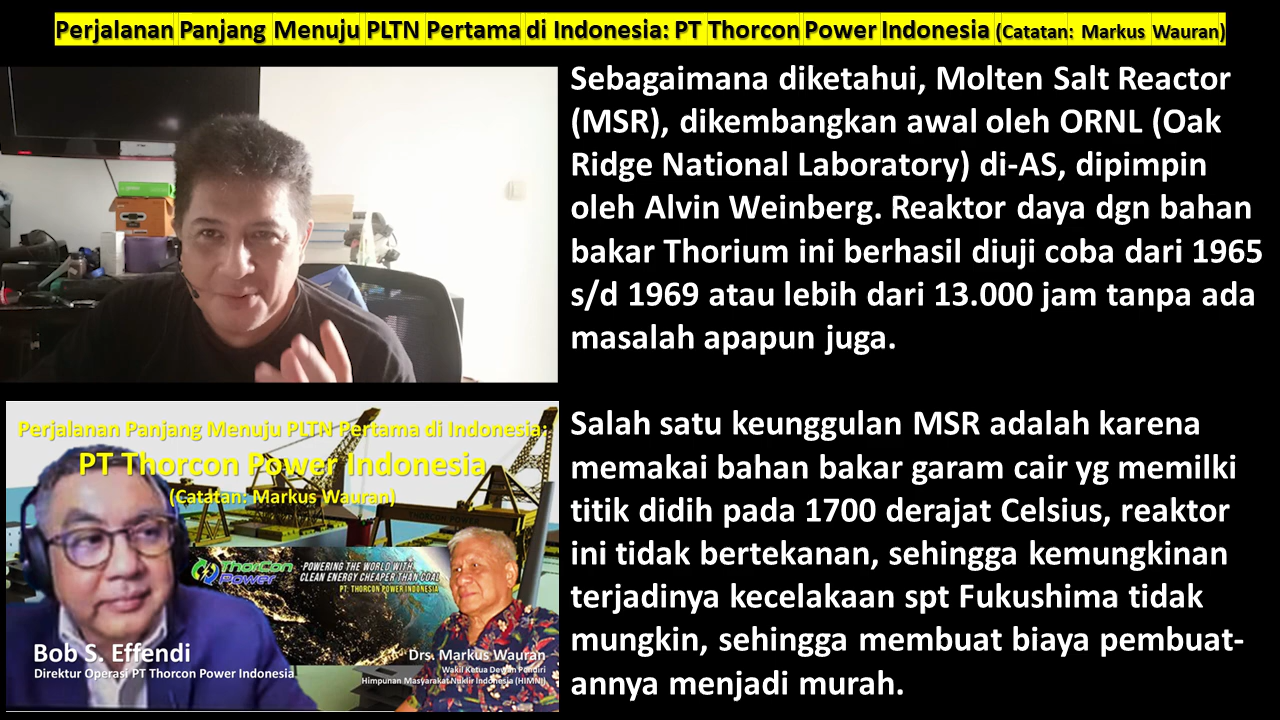 Perjalanan Panjang Menuju PLTN Pertama di Indonesia: PT Thorcon Power Indonesia (Catatan: Markus Wauran)
Sebagaimana diketahui, Molten Salt Reactor
(MSR), dikembangkan awal oleh ORNL (Oak
Ridge National Laboratory) di-AS, dipimpin
oleh Alvin Weinberg. Reaktor daya dgn bahan
bakar Thorium ini berhasil diuji coba dari 1965
s/d 1969 atau lebih dari 13.000 jam tanpa ada
masalah apapun juga.
Salah satu keunggulan MSR adalah karena
memakai bahan bakar garam cair yg memilki
titik didih pada 1700 derajat Celsius, reaktor
ini tidak bertekanan, sehingga kemungkinan
terjadinya kecelakaan spt Fukushima tidak
mungkin, sehingga membuat biaya pembuat-
annya menjadi murah.
Perjalanan Panjang Menuju PLTN Pertama di Indonesia:
PT Thorcon Power Indonesia
(Catatan: Markus Wauran)
ThorCon
Power
POWERING THE WORLD WITH
CLEAN ENERGY CHEAPER THAN COAL
PT. THORCON POWER INDONESIA
Bob S. Effendi
Direktur Operasi PT Thorcon Power Indonesia
Drs. Markus Wauran
Wakil Ketua Dewan Pendiri
Himpunan Masyarakat Nuklir Indonesia (HIMNI)